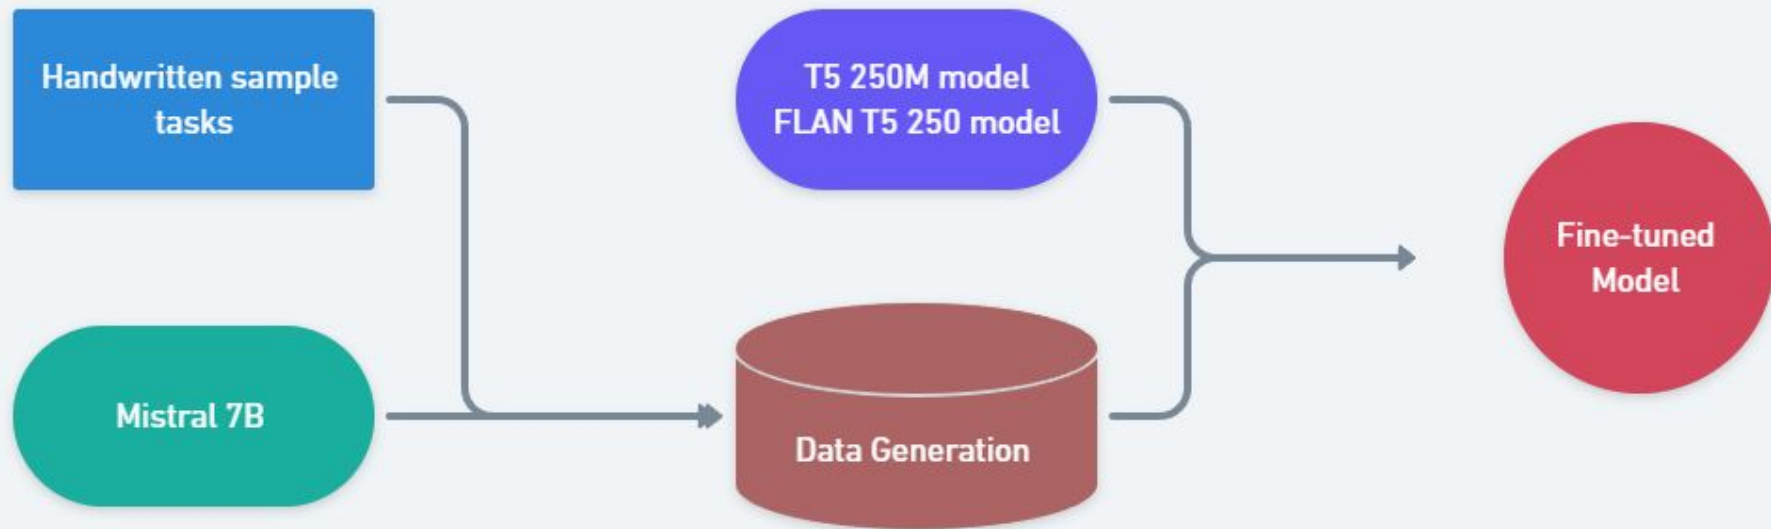 Handwritten sample
tasks
T5 250M model
FLAN T5 250 model
Fine-tuned
Model
Mistral 7B
Data Generation